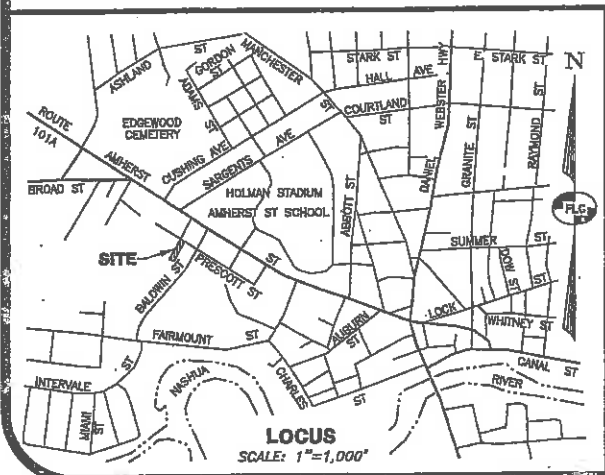 STARK ST
E STARK ST
N
ASHLAND ST
GORDON ST
MANCHESTER ST
HALL AVE
ADAMS ST
COURTLAND ST
DANIEL WEBSTER HWY
GRANITE ST
RAYMOND ST
ROUTE 101A
EDGEWOOD CEMETERY
CUSHING AVE
SARGENTS AVE
AMHERST ST
BROAD ST
HOLMAN STADIUM
AMHERST ST SCHOOL
ABBOTT ST
FLG
SITE
SUMMER ST
DOW ST
BALDWIN ST
PRESCOTT ST
LOCK ST
WHITNEY ST
AUBURN ST
FAIRMOUNT ST
CANAL ST
INTERVALE ST
NASHUA RIVER
CHARLES ST
MIAMI ST
LOCUS
SCALE: 1"=1,000'